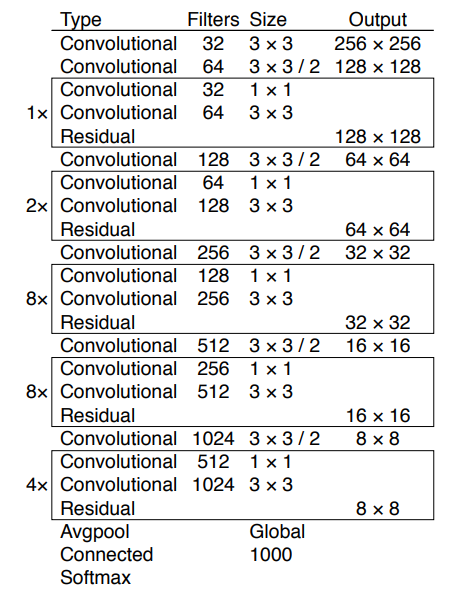 Type Filters Size Output
Convolutional 32 3 × 3 256 × 256
Convolutional 64 3 × 3 / 2 128 × 128
Convolutional 32 1 × 1
1× Convolutional 64 3 × 3
Residual 128 × 128
Convolutional 128 3 × 3 / 2 64 × 64
Convolutional 64 1 × 1
2× Convolutional 128 3 × 3
Residual 64 × 64
Convolutional 256 3 × 3 / 2 32 × 32
Convolutional 128 1 × 1
8× Convolutional 256 3 × 3
Residual 32 × 32
Convolutional 512 3 × 3 / 2 16 × 16
Convolutional 256 1 × 1
8× Convolutional 512 3 × 3
Residual 16 × 16
Convolutional 1024 3 × 3 / 2 8 × 8
Convolutional 512 1 × 1
4× Convolutional 1024 3 × 3
Residual 8 × 8
Avgpool Global
Connected 1000
Softmax